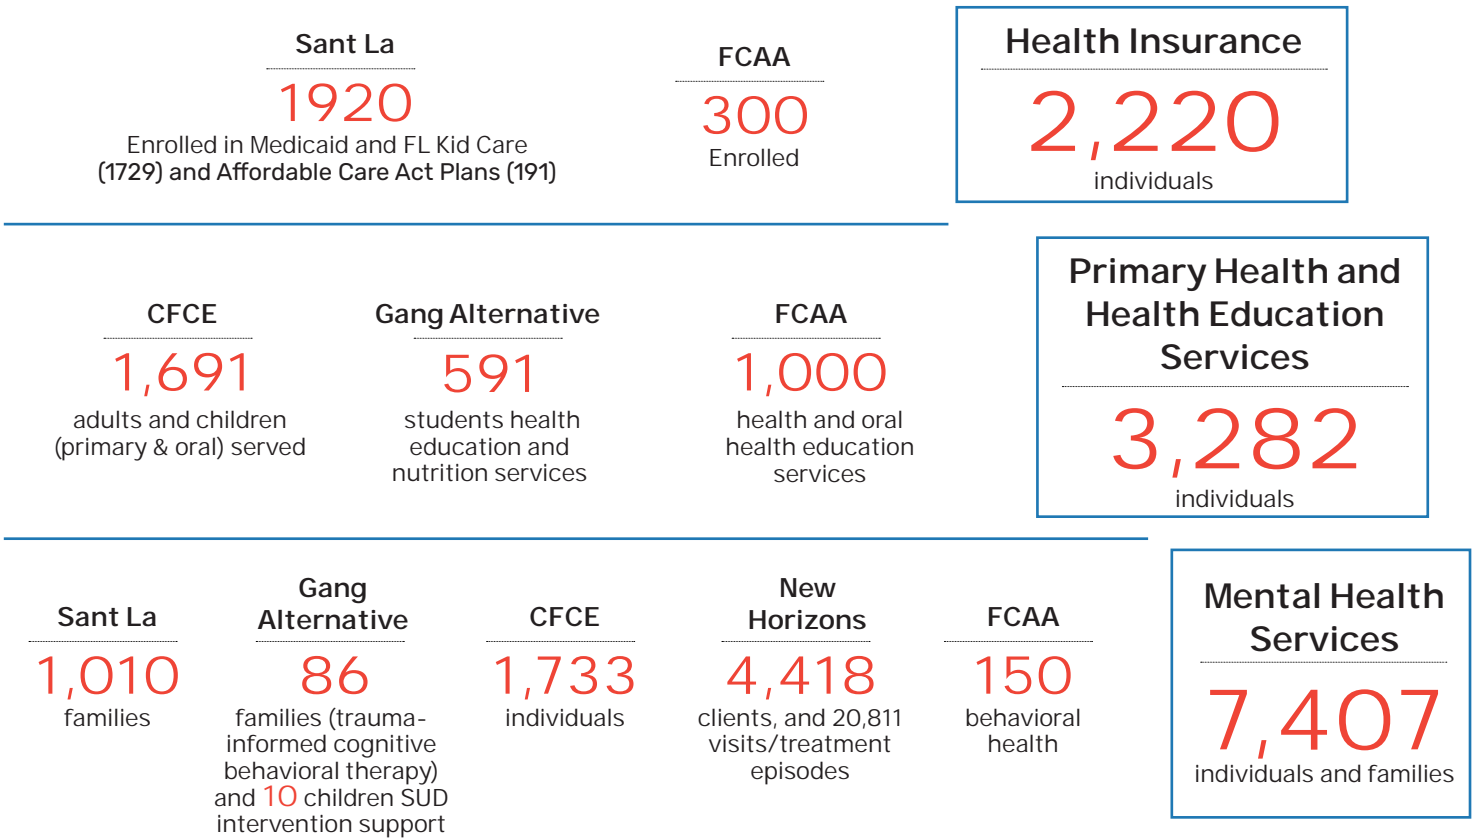 Sant La
1920
Enrolled in Medicaid and FL Kid Care
(1729) and Affordable Care Act Plans (191)
FCAA
300
Enrolled
Health Insurance
2,220
individuals
CFCE
1,691
adults and children
(primary & oral) served
Gang Alternative
591
students health
education and
nutrition services
FCAA
1,000
health and oral
health education
services
Primary Health and
Health Education
Services
3,282
individuals
Sant La
1,010
families
Gang
Alternative
86
families (trauma-
informed cognitive
behavioral therapy)
and 10 children SUD
intervention support
CFCE
1,733
individuals
New
Horizons
4,418
clients, and 20,811
visits/treatment
episodes
FCAA
150
behavioral
health
Mental Health
Services
7,407
individuals and families